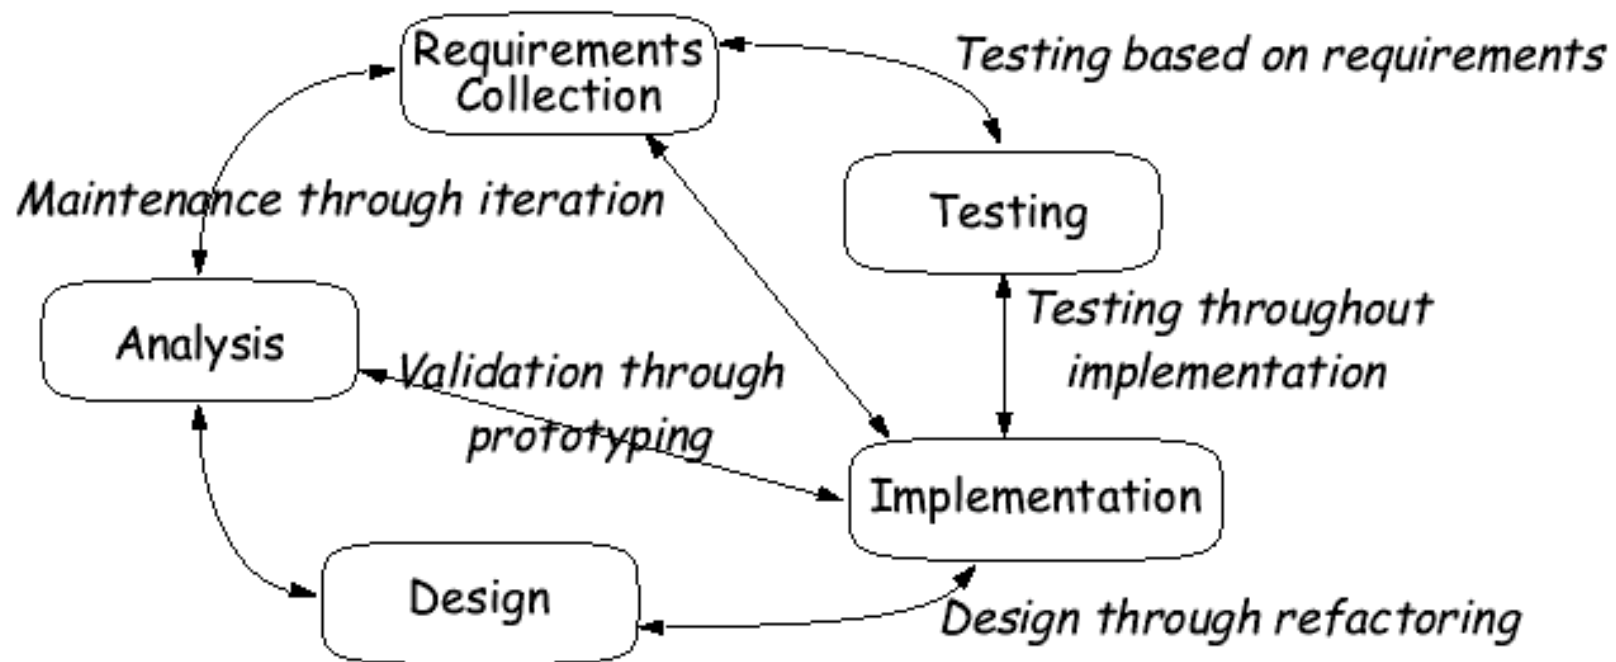 Requirements
Collection
Testing based on requirements
Maintenance through iteration
Testing
Analysis
Testing throughout
implementation
Validation through
prototyping
Implementation
Design
Design through refactoring